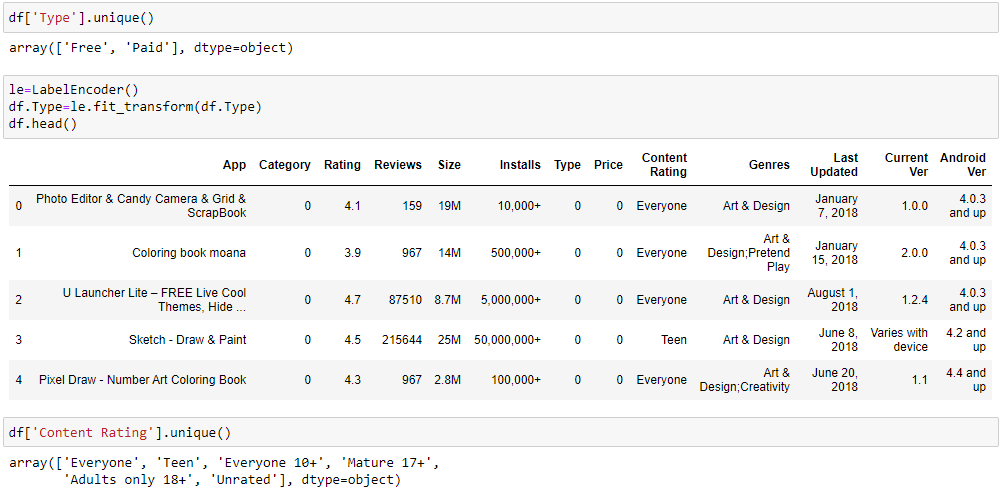 df['Type'].unique()
array(['Free', 'Paid'], dtype=object)
le=LabelEncoder()
df.Type=le.fit_transform(df.Type)
df.head()
App Category Rating Reviews Size Installs Type Price Content Rating Genres Last Updated Current Ver Android Ver
0 Photo Editor & Candy Camera & Grid & ScrapBook 0 4.1 159 19M 10,000+ 0 0 Everyone Art & Design January 7, 2018 1.0.0 4.0.3 and up
1 Coloring book moana 0 3.9 967 14M 500,000+ 0 0 Everyone Art & Design;Pretend Play January 15, 2018 2.0.0 4.0.3 and up
2 U Launcher Lite – FREE Live Cool Themes, Hide ... 0 4.7 87510 8.7M 5,000,000+ 0 0 Everyone Art & Design August 1, 2018 1.2.4 4.0.3 and up
3 Sketch - Draw & Paint 0 4.5 215644 25M 50,000,000+ 0 0 Teen Art & Design June 8, 2018 Varies with device 4.2 and up
4 Pixel Draw - Number Art Coloring Book 0 4.3 967 2.8M 100,000+ 0 0 Everyone Art & Design;Creativity June 20, 2018 1.1 4.4 and up
df['Content Rating'].unique()
array(['Everyone', 'Teen', 'Everyone 10+', 'Mature 17+',
'Adults only 18+', 'Unrated'], dtype=object)